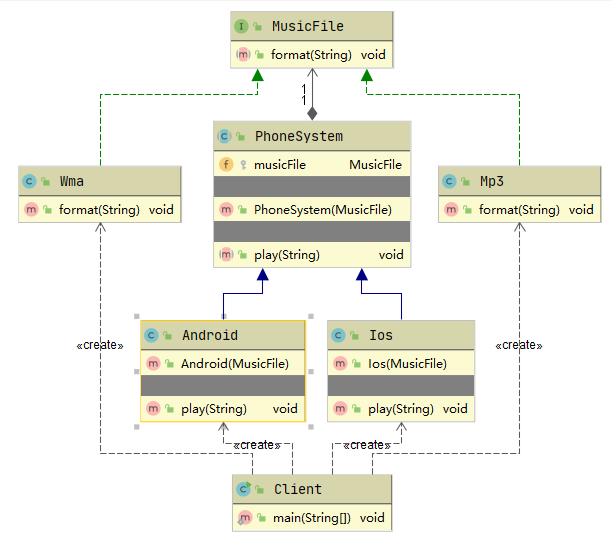 I MusicFile
m format(String) void
1
1
C PhoneSystem
f musicFile MusicFile
m PhoneSystem(MusicFile)
m play(String) void
C Wma
m format(String) void
C Mp3
m format(String) void
C Android
m Android(MusicFile)
m play(String) void
C Ios
m Ios(MusicFile)
m play(String) void
«create»
«create»
«create»
«create»
C Client
m main(String[]) void